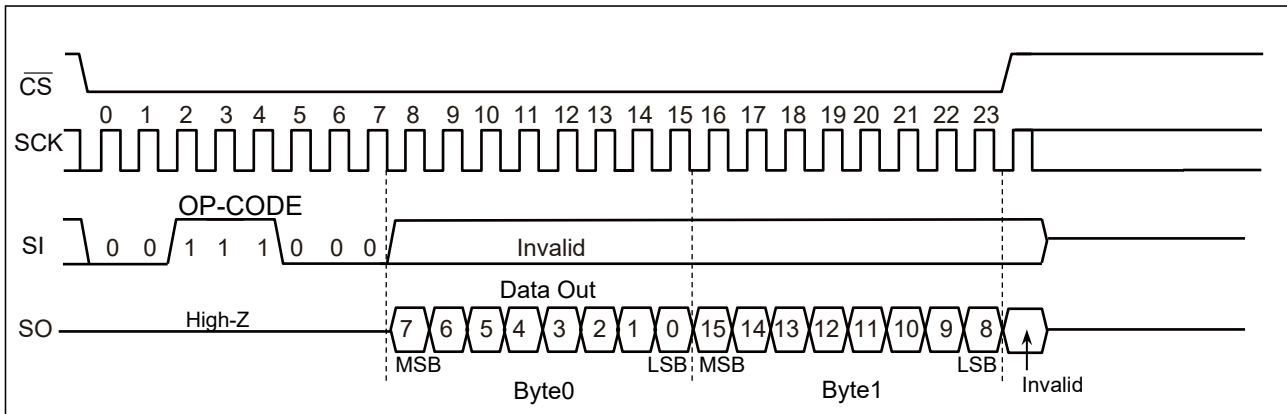 CS
0 1 2 3 4 5 6 7 8 9 10 11 12 13 14 15 16 17 18 19 20 21 22 23
SCK
OP-CODE
SI 0 0 1 1 1 0 0 0 Invalid
Data Out
SO High-Z 7 6 5 4 3 2 1 0 15 14 13 12 11 10 9 8
MSB LSB MSB LSB
Byte0 Byte1 Invalid